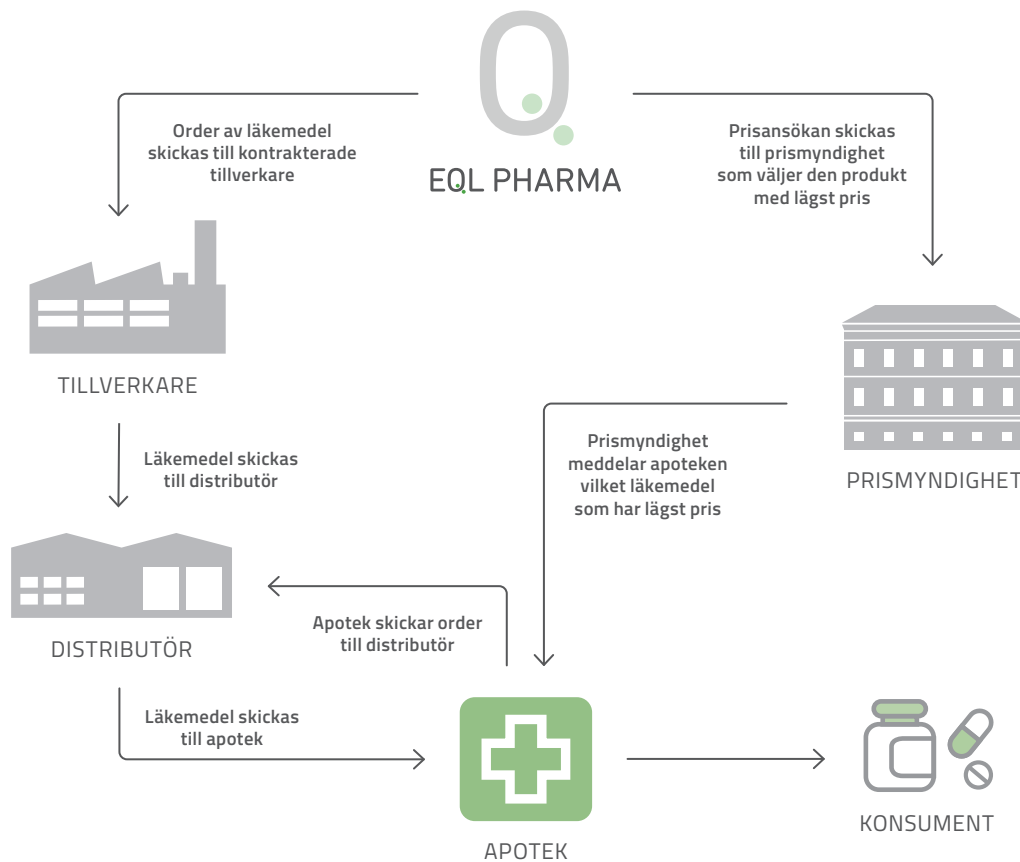 EQL PHARMA
Order av läkemedel
skickas till kontrakterade
tillverkare
Prisansökan skickas
till prismyndighet
som väljer den produkt
med lägst pris
TILLVERKARE
PRISMYNDIGHET
Läkemedel skickas
till distributör
Prismyndighet
meddelar apoteken
vilket läkemedel
som har lägst pris
DISTRIBUTÖR
Apotek skickar order
till distributör
Läkemedel skickas
till apotek
APOTEK
KONSUMENT